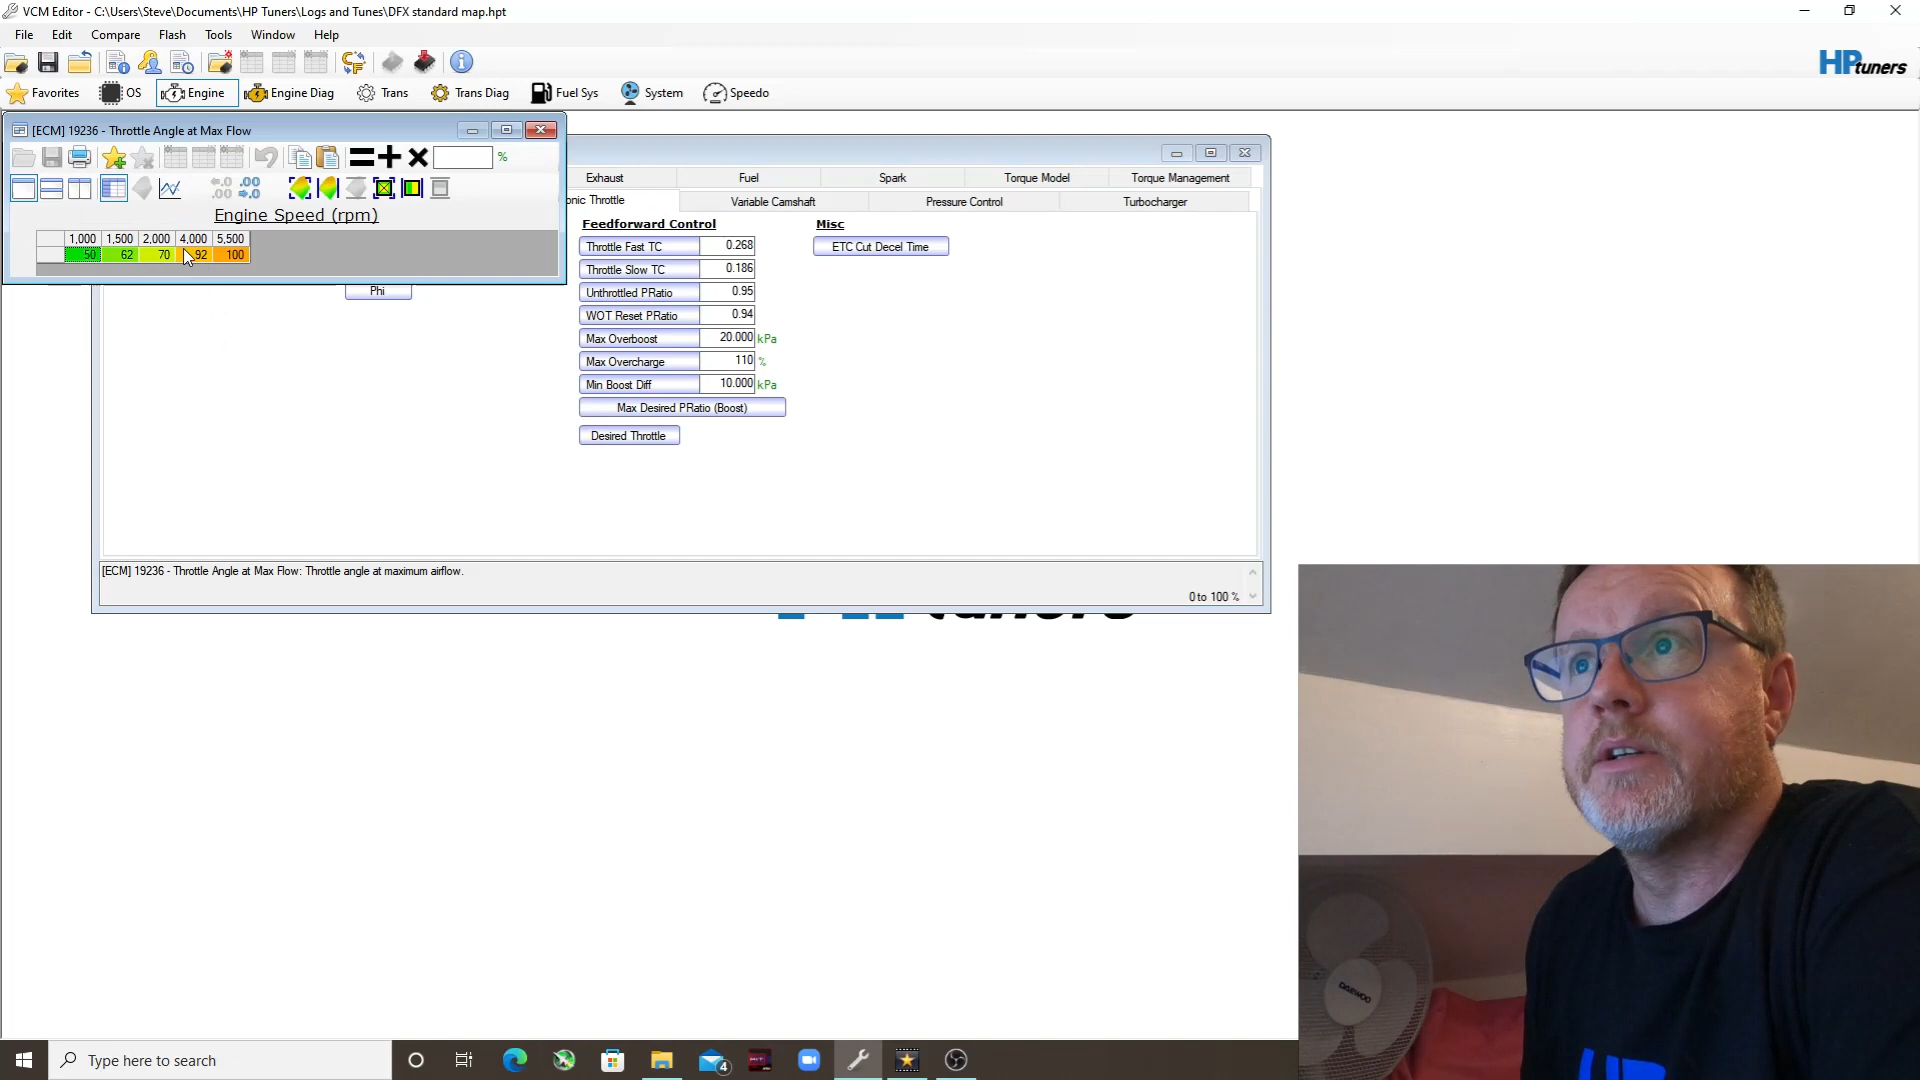 VCM Editor - C:\Users\Steve\Documents\HP Tuners\Logs and Tunes\DFX standard map.hpt
File Edit Compare Flash Tools Window Help
HPtuners
Favorites OS Engine Engine Diag Trans Trans Diag Fuel Sys System Speedo
[ECM] 19236 - Throttle Angle at Max Flow
%
Engine Speed (rpm)
1,000 1,500 2,000 4,000 5,500
50 62 70 92 100
Exhaust Fuel Spark Torque Model Torque Management
onic Throttle Variable Camshaft Pressure Control Turbocharger
Feedforward Control Misc
Throttle Fast TC 0.268 ETC Cut Decel Time
Throttle Slow TC 0.186
Phi Unthrottled PRatio 0.95
WOT Reset PRatio 0.94
Max Overboost 20.000 kPa
Max Overcharge 110 %
Min Boost Diff 10.000 kPa
Max Desired PRatio (Boost)
Desired Throttle
[ECM] 19236 - Throttle Angle at Max Flow: Throttle angle at maximum airflow.
0 to 100 %
DAEWOO
Type here to search
4